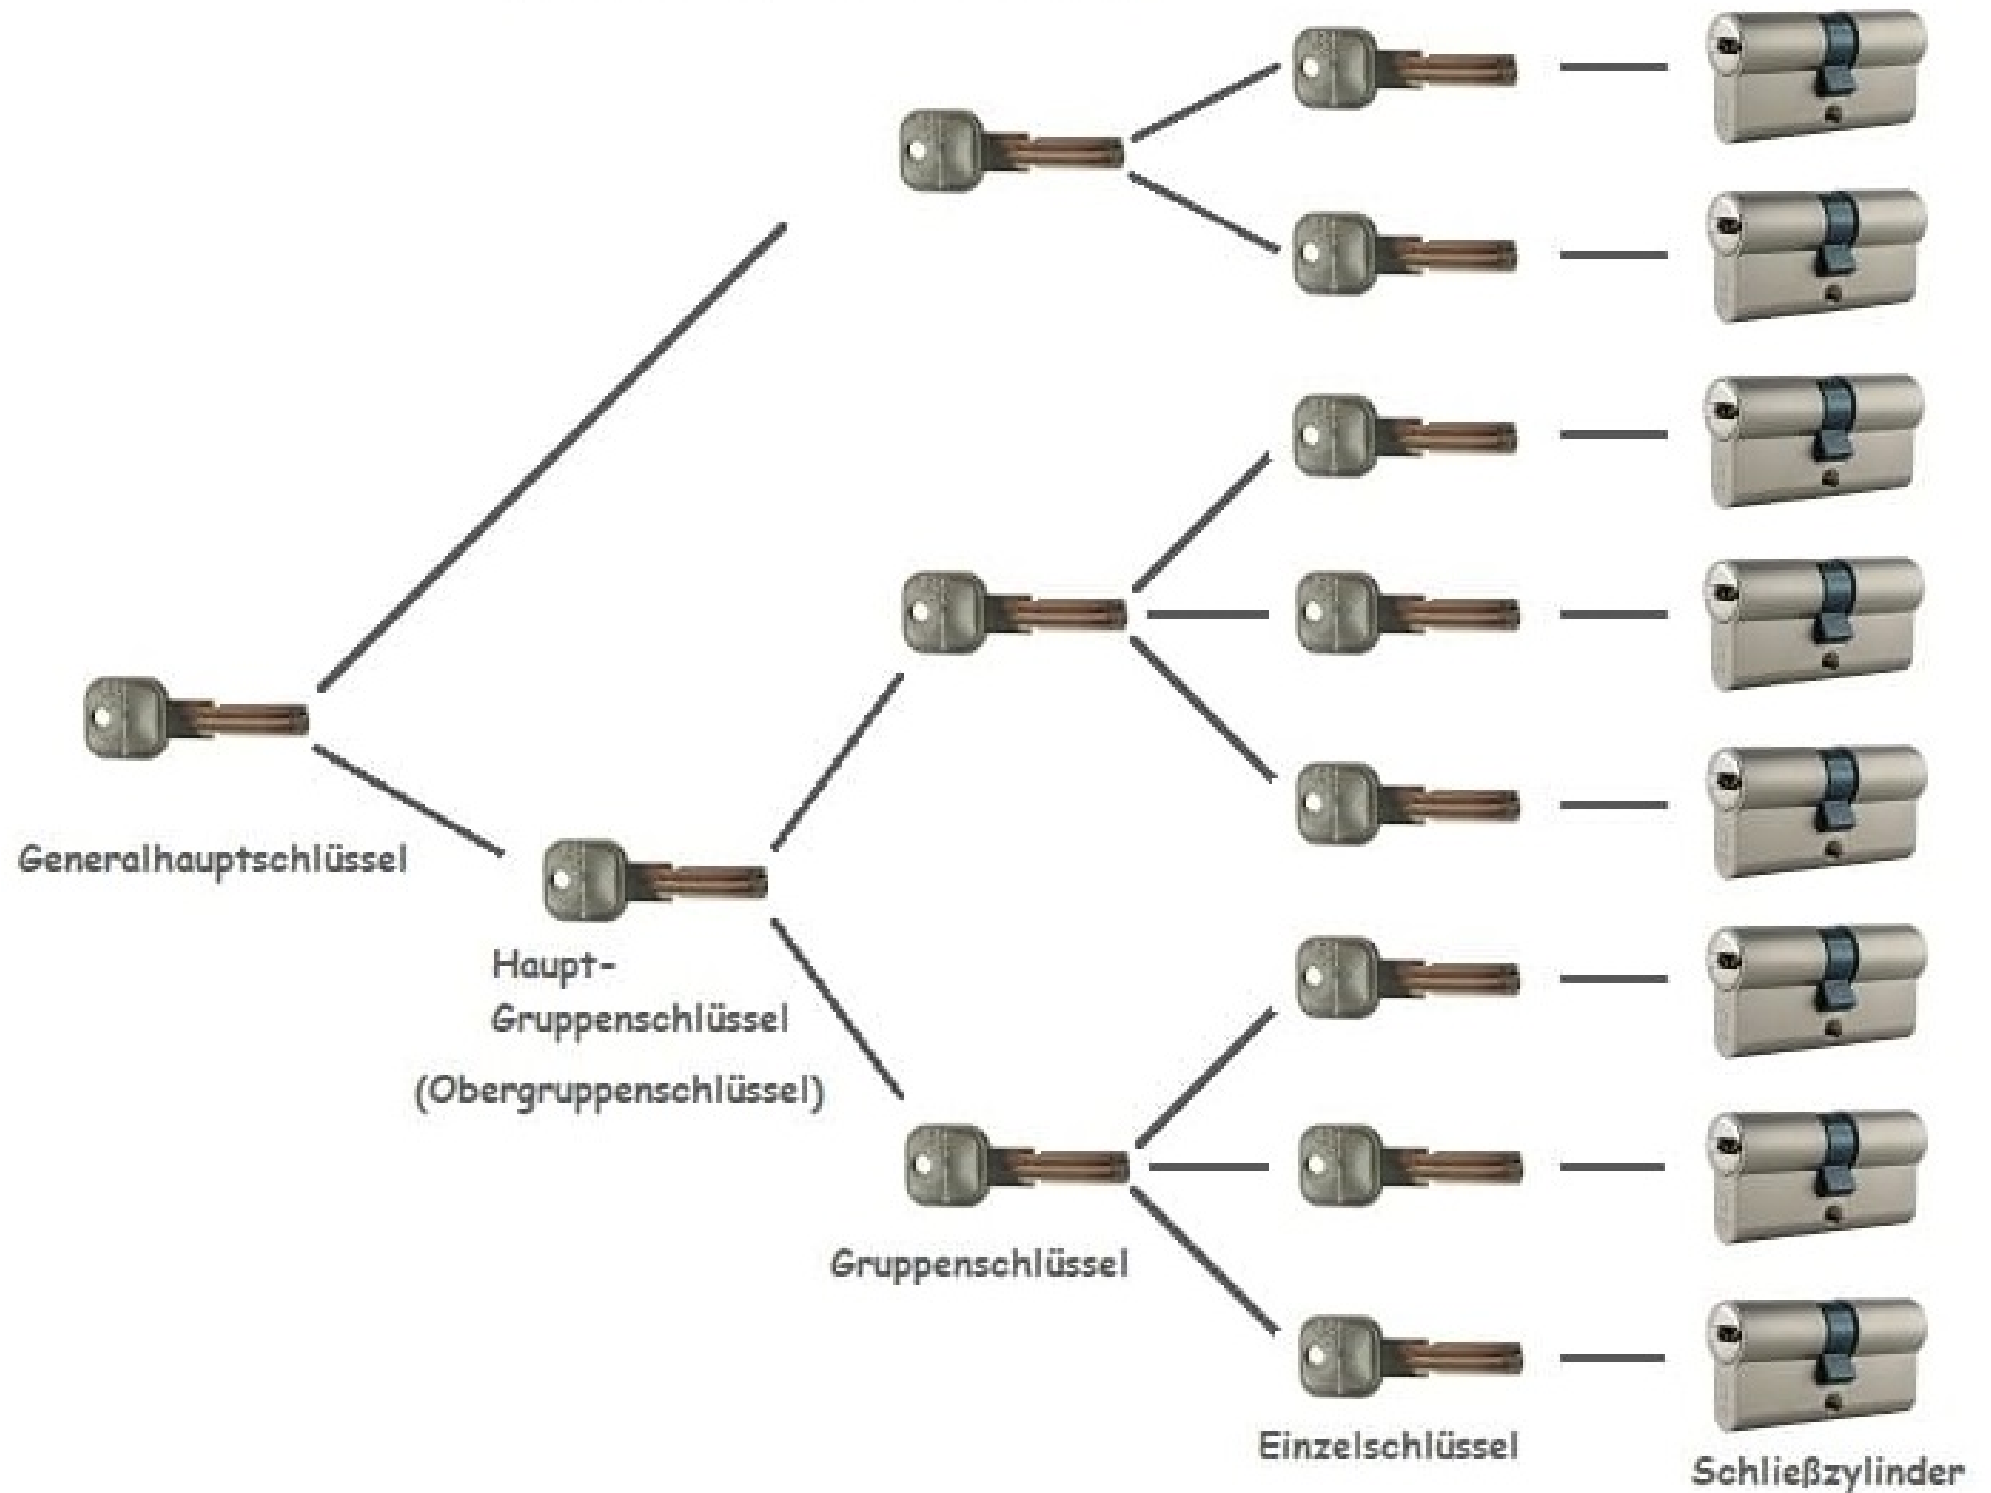 Generalhauptschlüssel
Haupt-
Gruppenschlüssel
(Obergruppenschlüssel)
Gruppenschlüssel
Einzelschlüssel
Schließzylinder